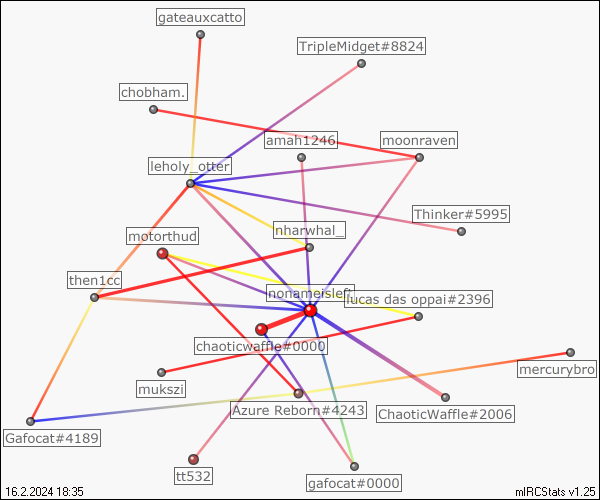 gateauxcatto
TripleMidget#8824
chobham.
amah1246
moonraven
leholy_otter
Thinker#5995
motorthud
nharwhal_
then1cc
nonameisleft
lucas das oppai#2396
chaoticwaffle#0000
mercurybro
mukszi
Azure Reborn#4243
ChaoticWaffle#2006
Gafocat#4189
tt532
gafocat#0000
16.2.2024 18:35
mIRCStats v1.25